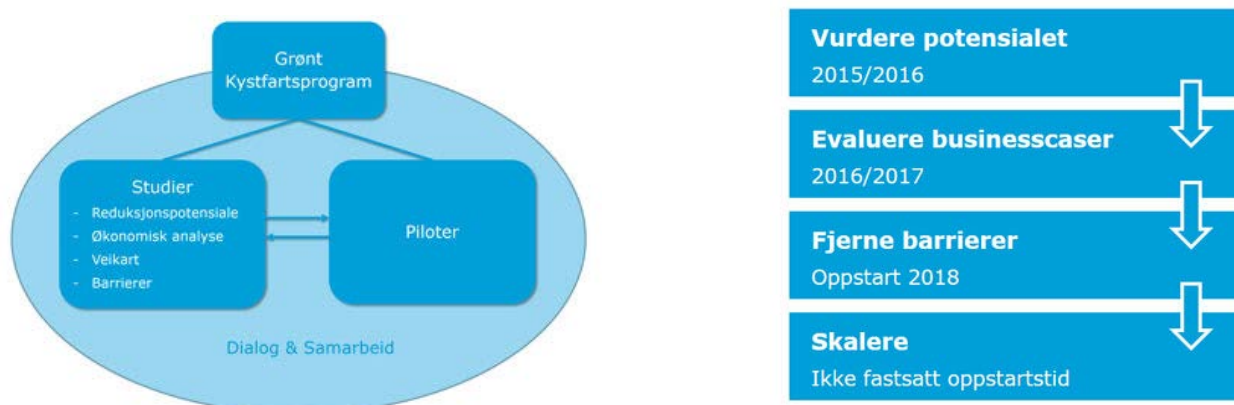 Grønt
Kystfartsprogram
Studier
- Reduksjonspotensiale
- Økonomisk analyse
- Veikart
- Barrierer
Piloter
Dialog & Samarbeid
Vurdere potensialet
2015/2016
Evaluere businesscaser
2016/2017
Fjerne barrierer
Oppstart 2018
Skalere
Ikke fastsatt oppstartstid